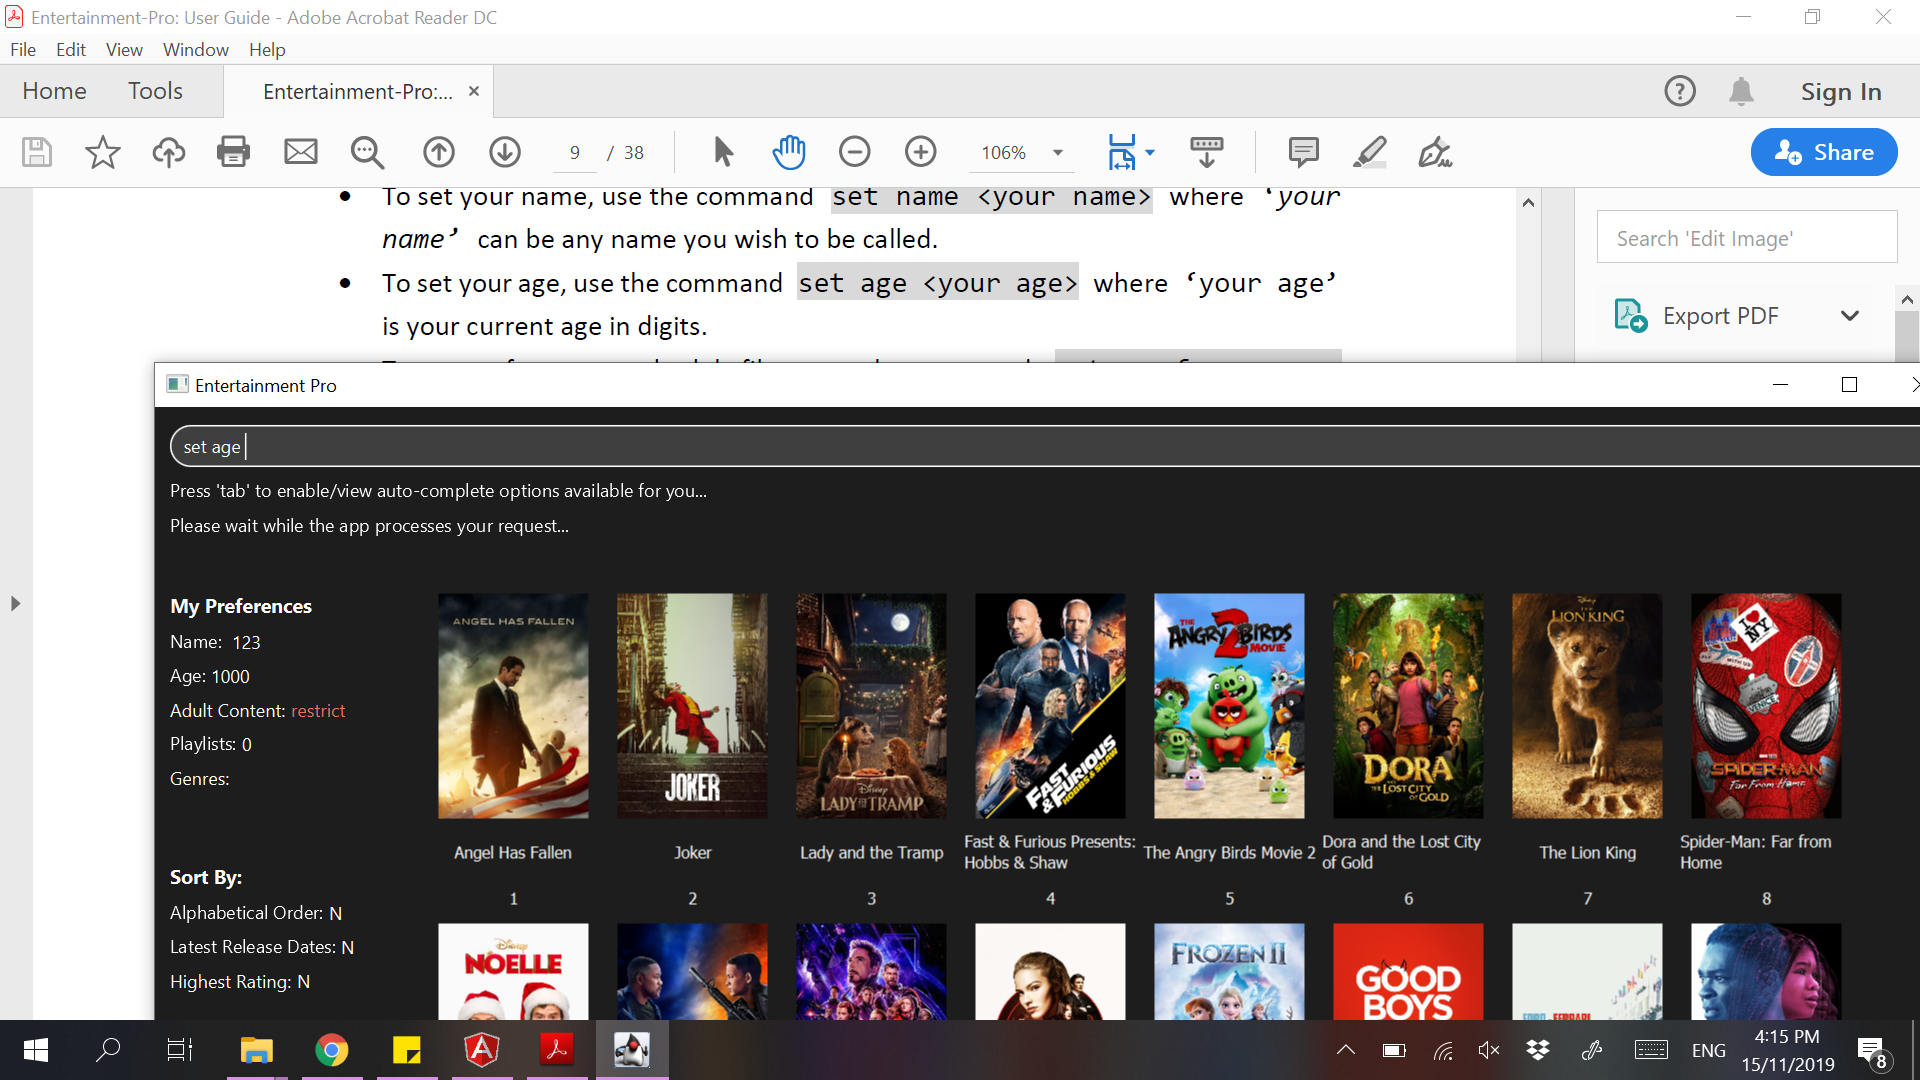 Entertainment-Pro: User Guide - Adobe Acrobat Reader DC
File Edit View Window Help
Home Tools Entertainment-Pro:... × Sign In
9 / 38 106% Share
• To set your name, use the command set name <your name> where ‘your
name’ can be any name you wish to be called.
• To set your age, use the command set age <your age> where ‘your age’
is your current age in digits.
Search 'Edit Image'
Export PDF
Entertainment Pro
set age
Press 'tab' to enable/view auto-complete options available for you...
Please wait while the app processes your request...
My Preferences
Name: 123
Age: 1000
Adult Content: restrict
Playlists: 0
Genres:
Sort By:
Alphabetical Order: N
Latest Release Dates: N
Highest Rating: N
ANGEL HAS FALLEN
JOKER
Disney
LADY AND THE TRAMP
FAST & FURIOUS
HOBBS & SHAW
THE ANGRY BIRDS 2 MOVIE
DORA
AND THE LOST CITY OF GOLD
Disney
THE LION KING
I ♥ NY
VENICE
SPIDER-MAN
Far From Home
Angel Has Fallen
Joker
Lady and the Tramp
Fast & Furious Presents:
Hobbs & Shaw
The Angry Birds Movie 2
Dora and the Lost City
of Gold
The Lion King
Spider-Man: Far from
Home
1 2 3 4 5 6 7 8
Disney
NOELLE
FROZEN II
GOOD
BOYS
ENG
4:15 PM
15/11/2019
8